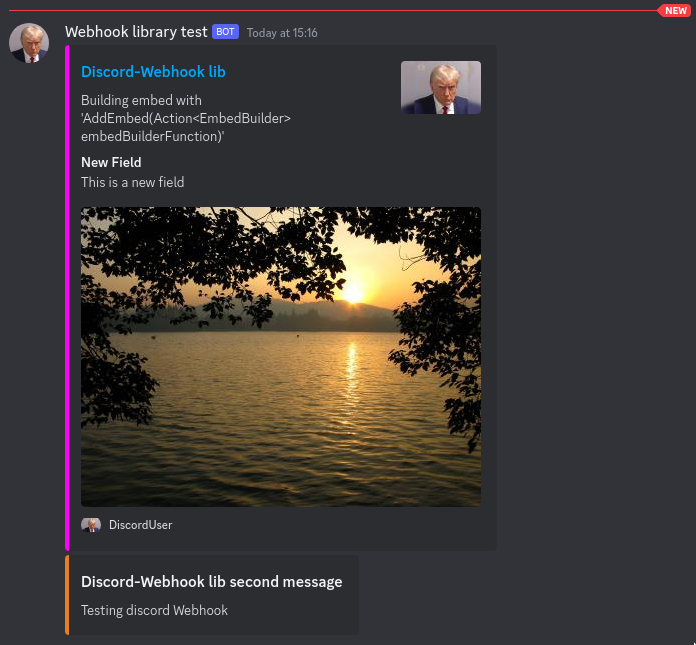 NEW
Webhook library test BOT Today at 15:16
Discord-Webhook lib
Building embed with
'AddEmbed(Action<EmbedBuilder>
embedBuilderFunction)'
New Field
This is a new field
DiscordUser
Discord-Webhook lib second message
Testing discord Webhook